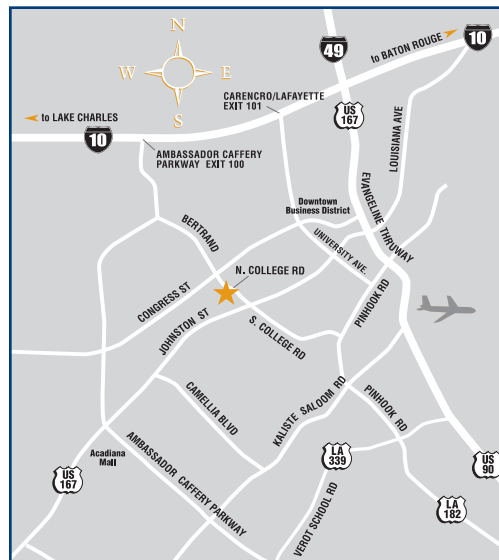 N
W
E
S
49
10
to BATON ROUGE
CARENCRO/LAFAYETTE
EXIT 101
US
167
to LAKE CHARLES
10
AMBASSADOR CAFFERY
PARKWAY EXIT 100
LOUISIANA AVE
EVANGELINE THRUWAY
Downtown
Business District
BERTRAND
UNIVERSITY AVE.
N. COLLEGE RD
CONGRESS ST
JOHNSTON ST
S. COLLEGE RD
PINHOOK RD
CAMELLIA BLVD
KALISTE SALOOM RD
PINHOOK RD
AMBASSADOR CAFFERY PARKWAY
Acadiana
Mall
US
167
LA
339
VEROT SCHOOL RD
US
90
LA
182